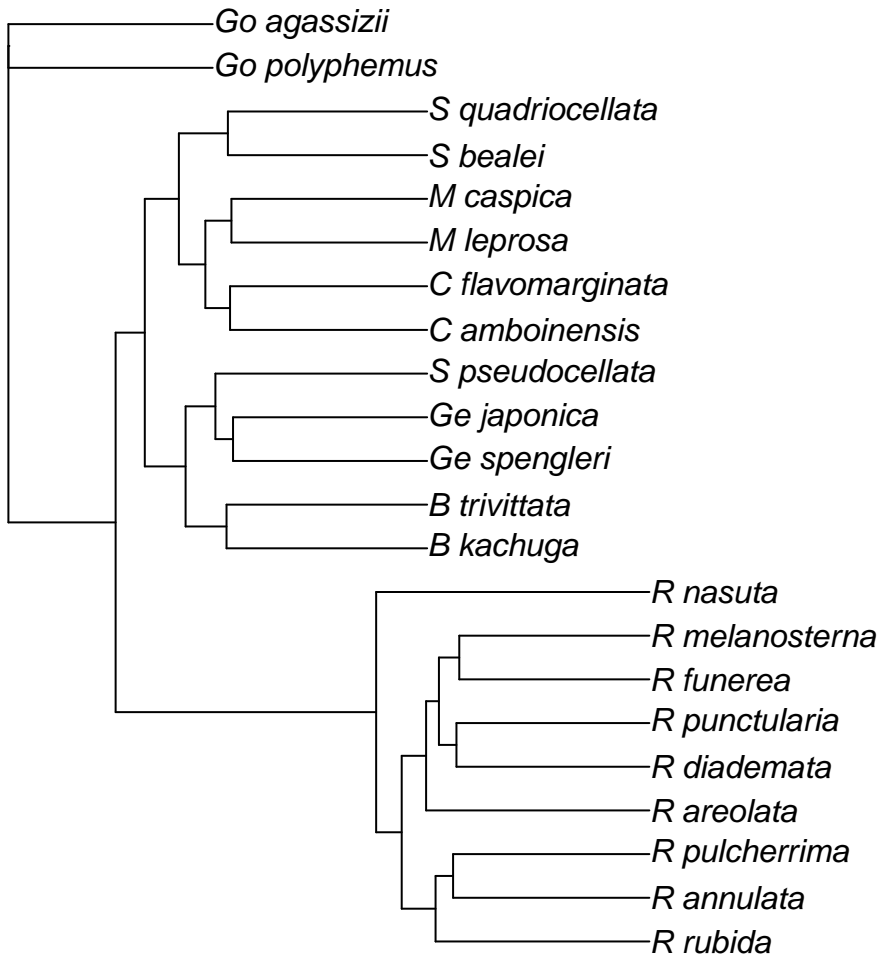 Go agassizii
Go polyphemus
S quadriocellata
S bealei
M caspica
M leprosa
C flavomarginata
C amboinensis
S pseudocellata
Ge japonica
Ge spengleri
B trivittata
B kachuga
R nasuta
R melanosterna
R funerea
R punctularia
R diademata
R areolata
R pulcherrima
R annulata
R rubida